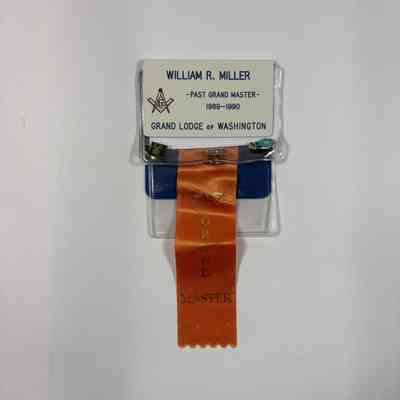 WILLIAM R. MILLER
-PAST GRAND MASTER-
1989-1990
GRAND LODGE OF WASHINGTON
PAST
GRAND
MASTER